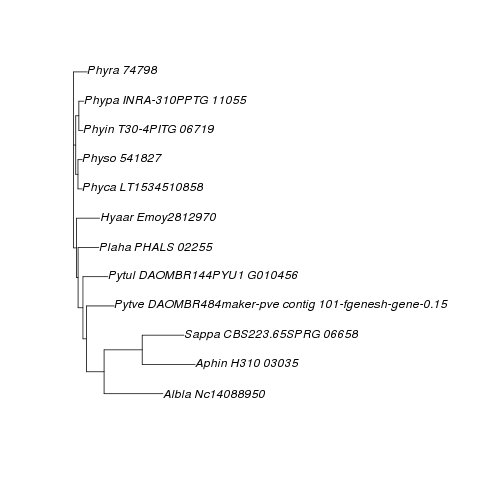 Phyra 74798
Phypa INRA-310PPTG 11055
Phyin T30-4PITG 06719
Physo 541827
Phyca LT1534510858
Hyaar Emoy2812970
Plaha PHALS 02255
Pytul DAOMBR144PYU1 G010456
Pytve DAOMBR484maker-pve contig 101-fgenesh-gene-0.15
Sappa CBS223.65SPRG 06658
Aphin H310 03035
Albla Nc14088950